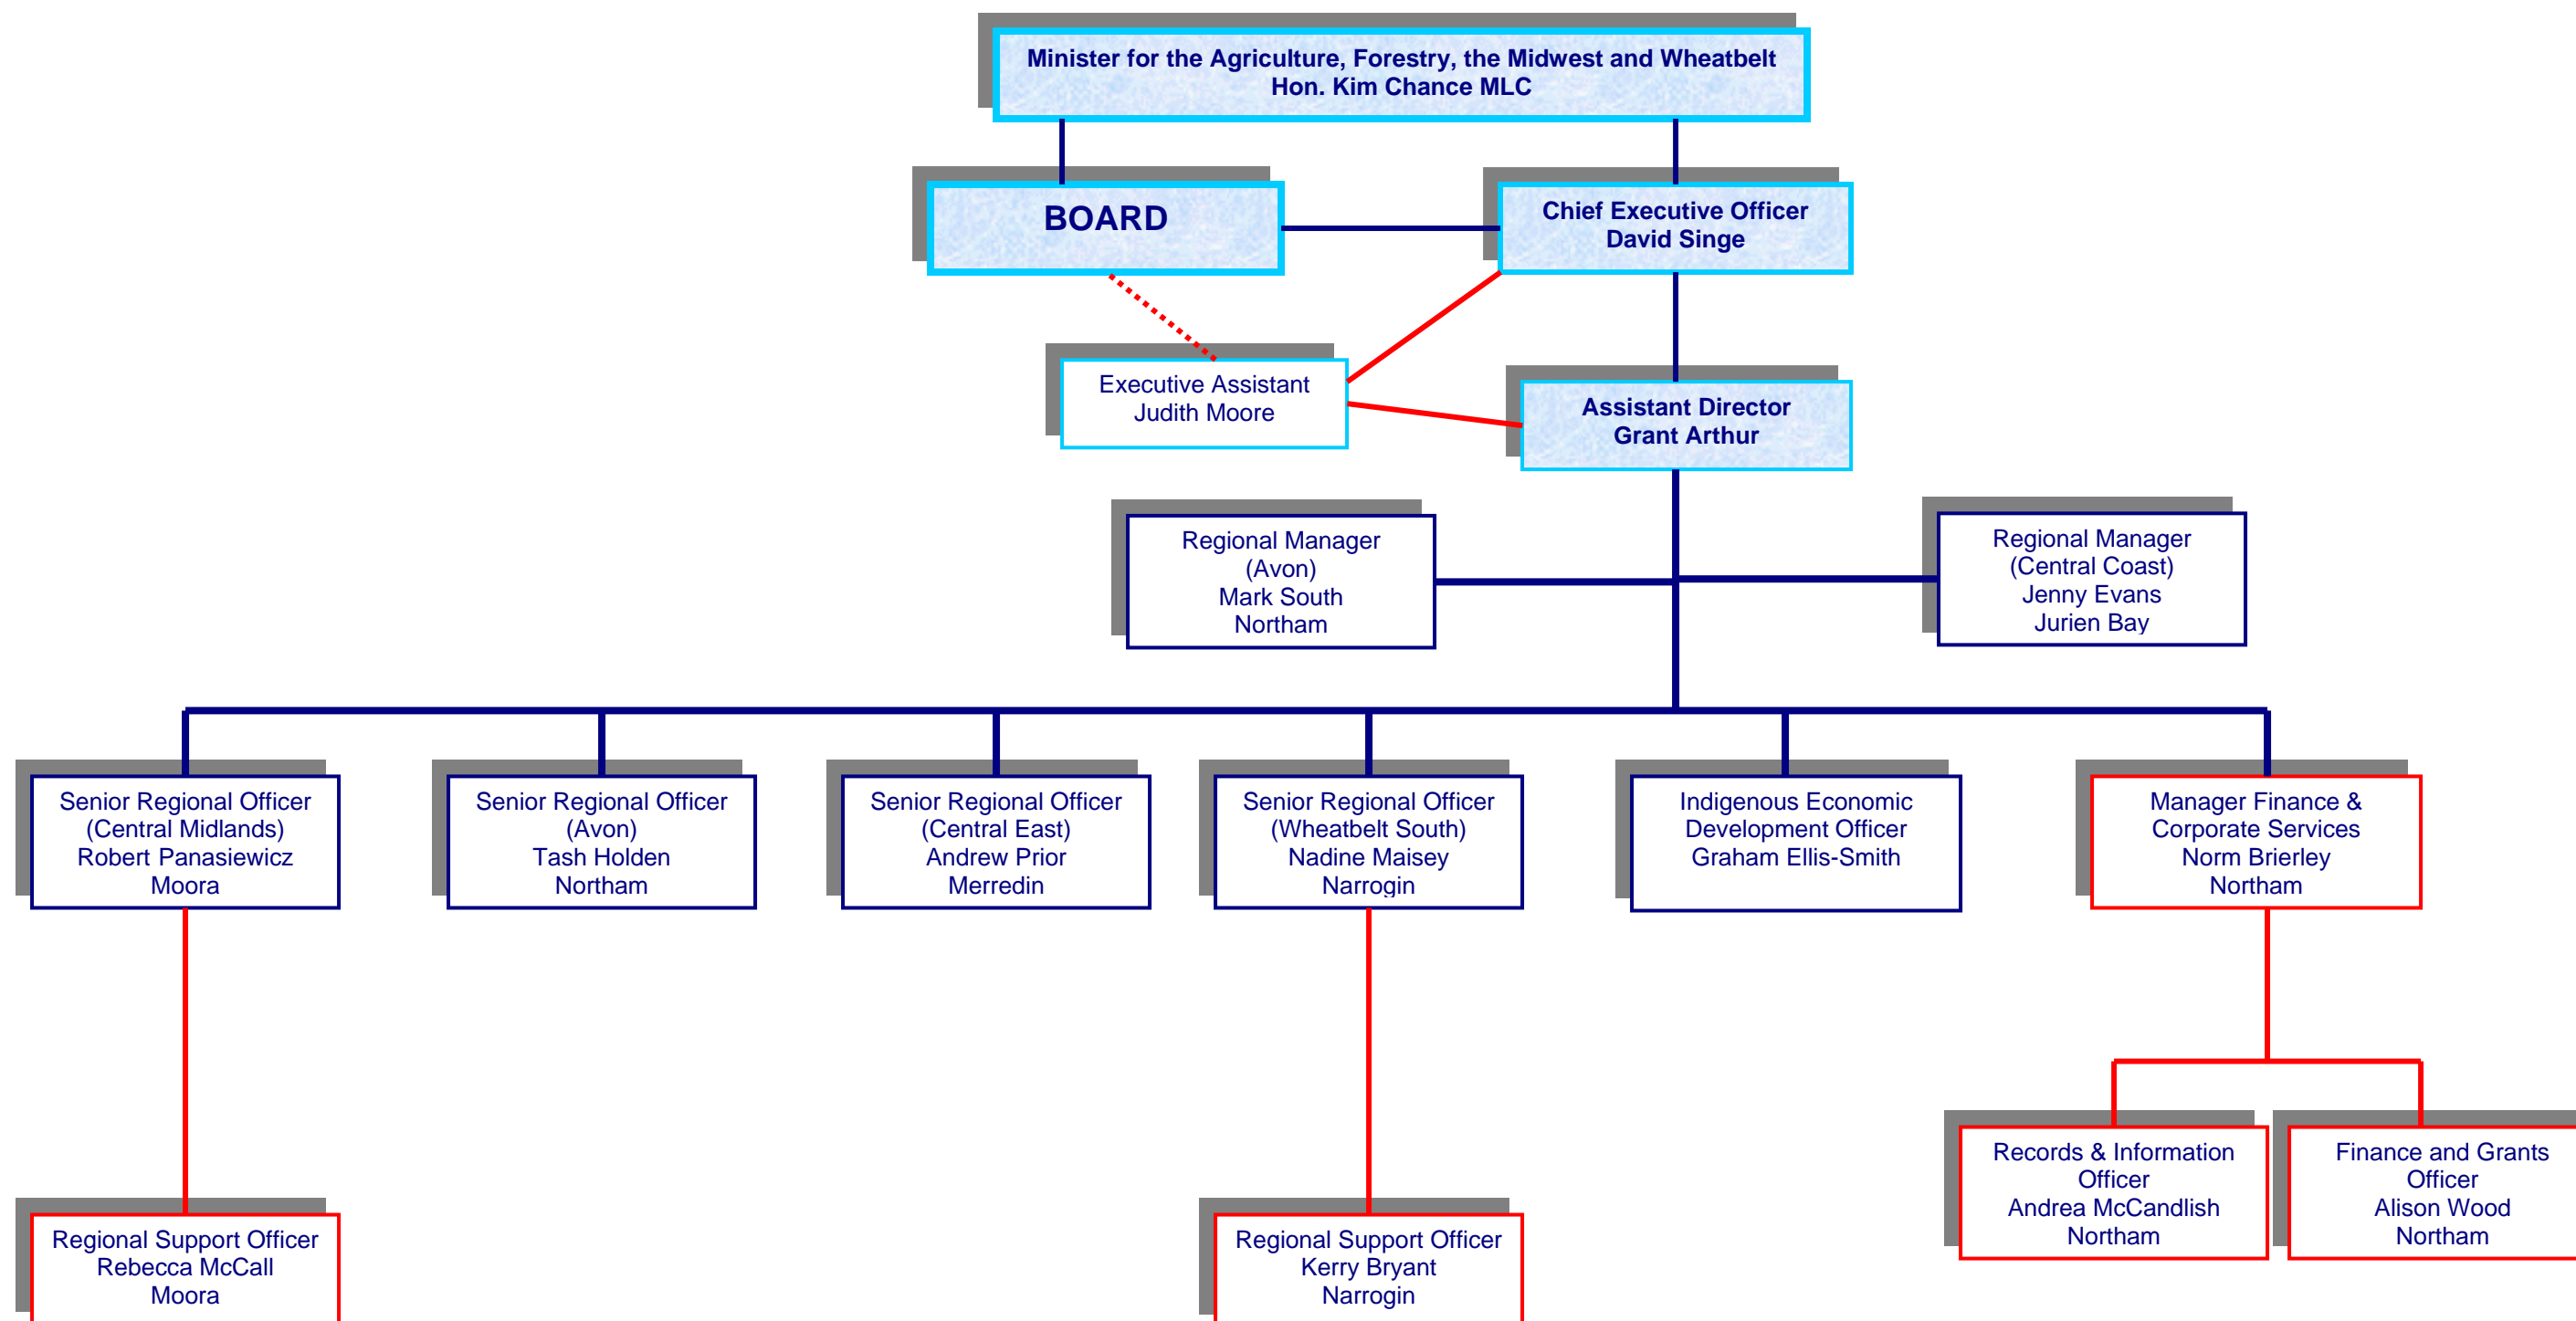 Minister for the Agriculture, Forestry, the Midwest and Wheatbelt
Hon. Kim Chance MLC
BOARD
Chief Executive Officer
David Singe
Executive Assistant
Judith Moore
Assistant Director
Grant Arthur
Regional Manager
(Avon)
Mark South
Northam
Regional Manager
(Central Coast)
Jenny Evans
Jurien Bay
Senior Regional Officer
(Central Midlands)
Robert Panasiewicz
Moora
Senior Regional Officer
(Avon)
Tash Holden
Northam
Senior Regional Officer
(Central East)
Andrew Prior
Merredin
Senior Regional Officer
(Wheatbelt South)
Nadine Maisey
Narrogin
Indigenous Economic
Development Officer
Graham Ellis-Smith
Manager Finance &
Corporate Services
Norm Brierley
Northam
Records & Information
Officer
Andrea McCandlish
Northam
Finance and Grants
Officer
Alison Wood
Northam
Regional Support Officer
Rebecca McCall
Moora
Regional Support Officer
Kerry Bryant
Narrogin